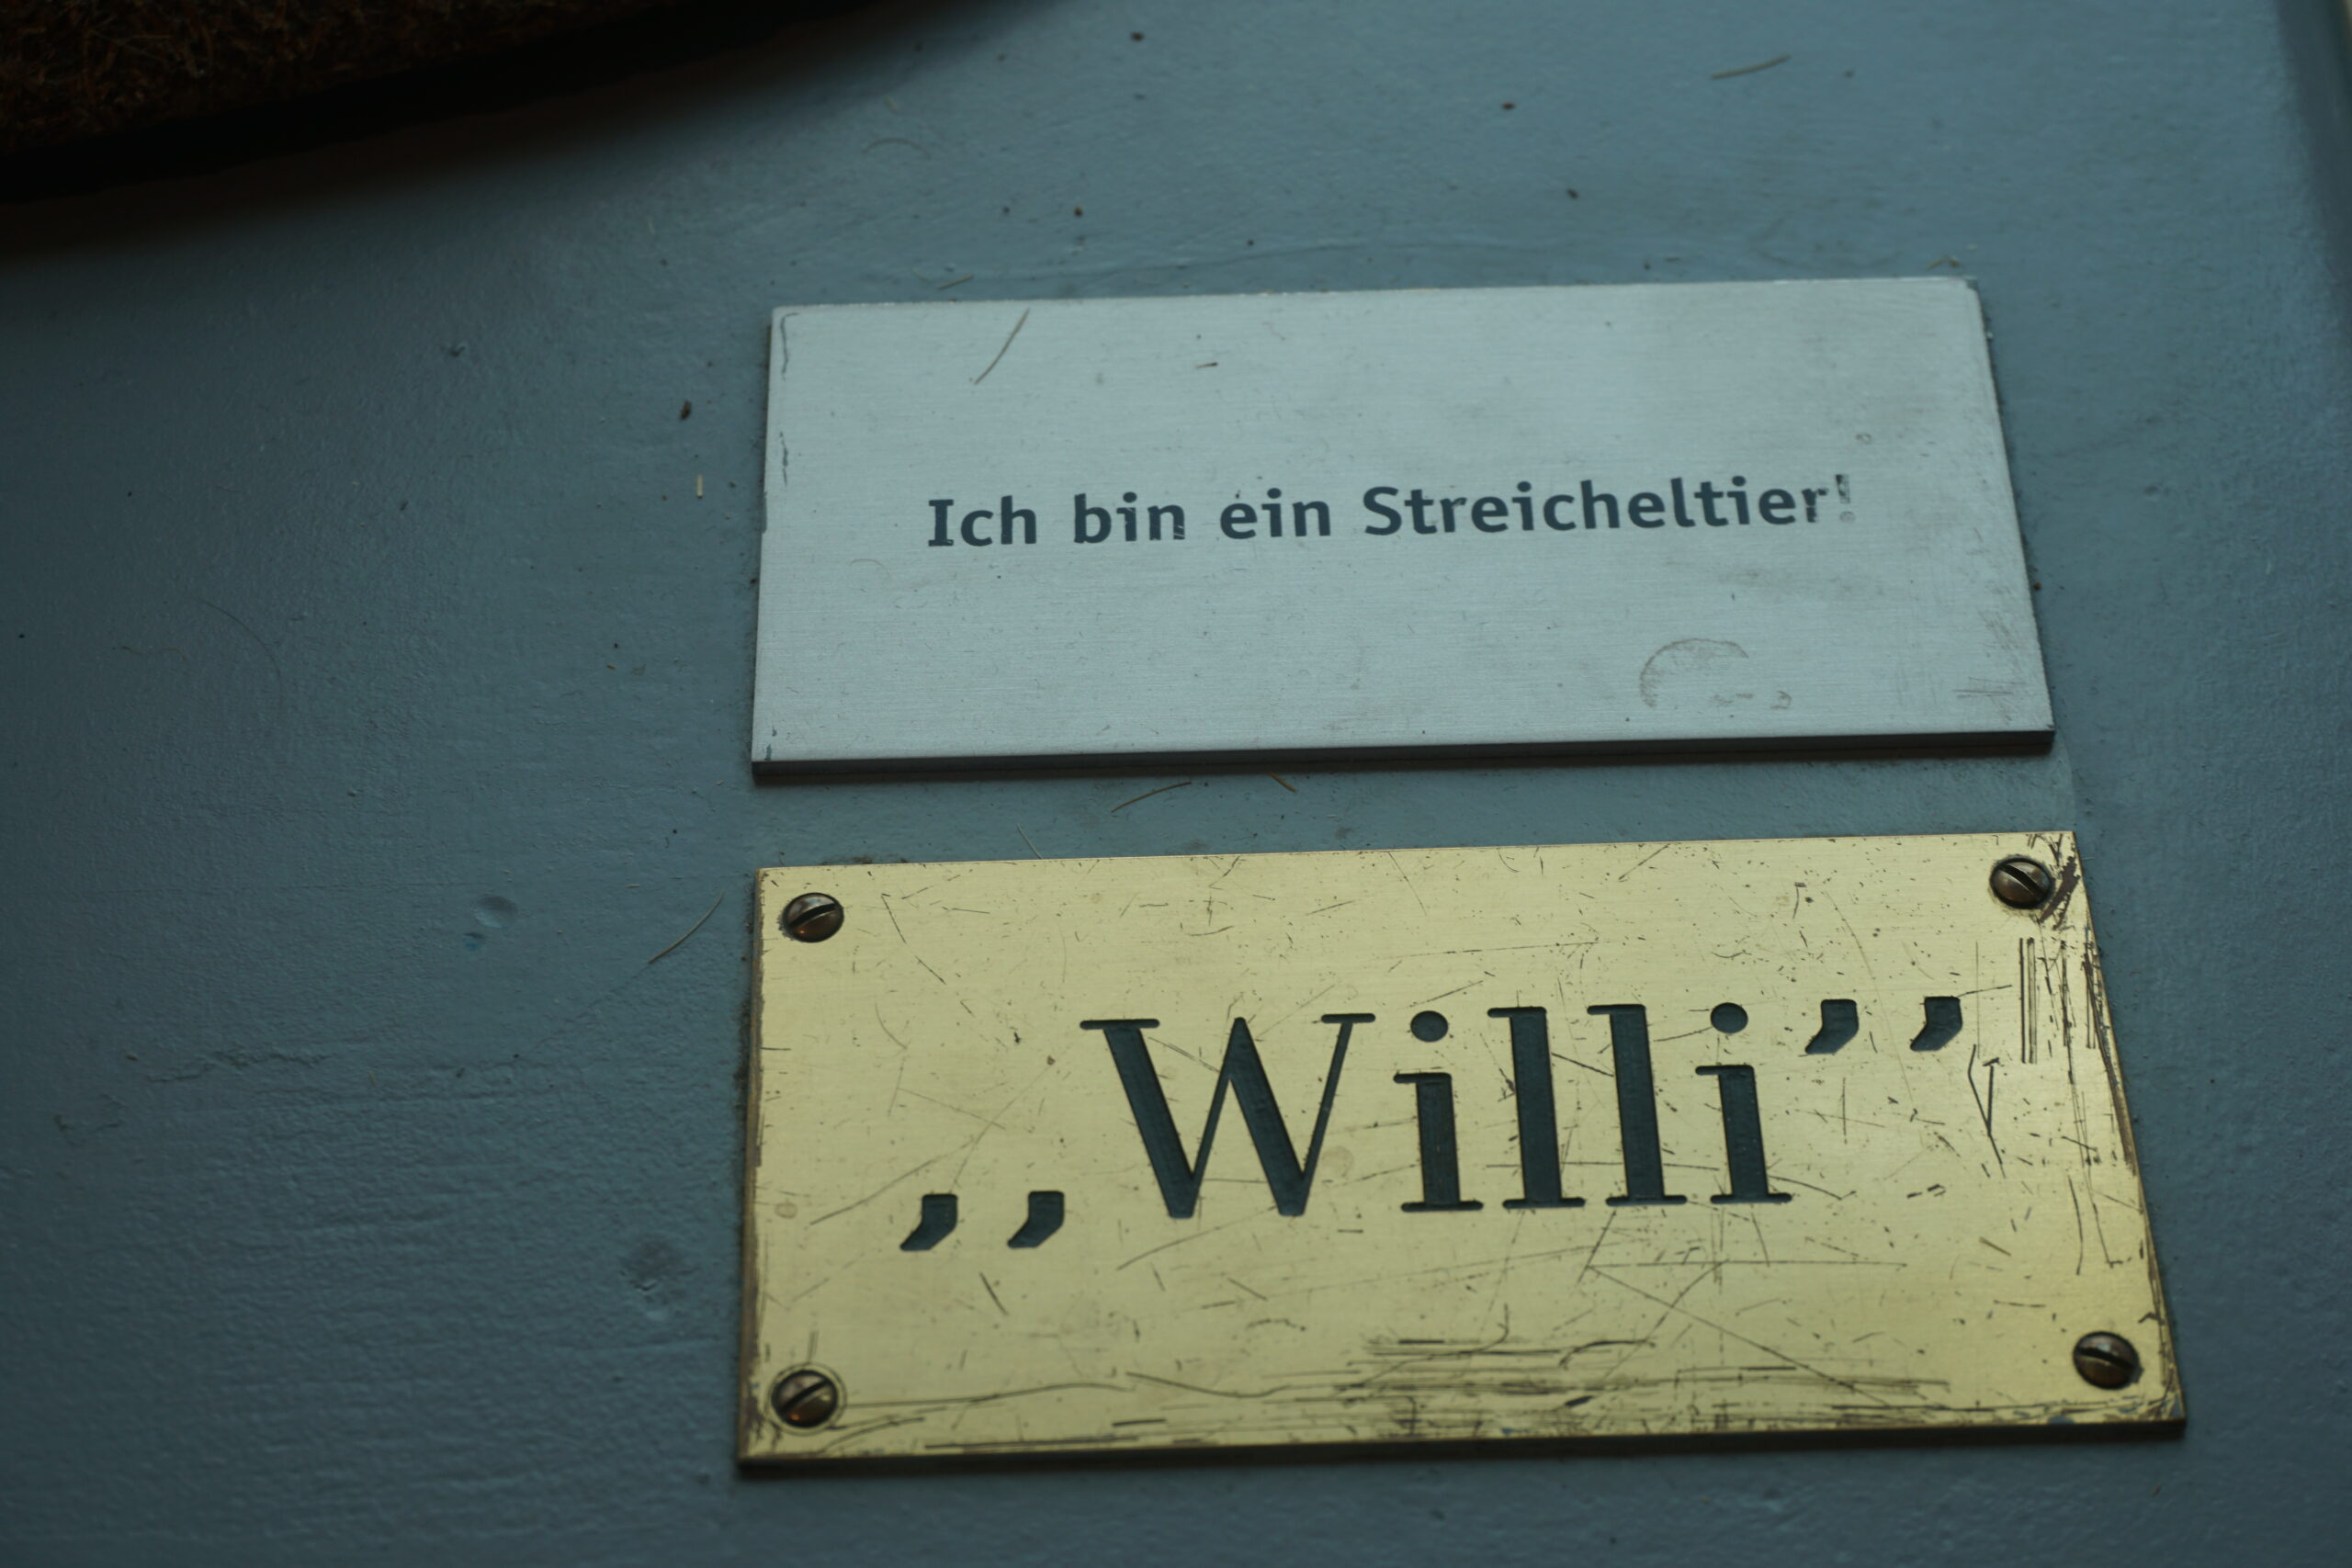 Ich bin ein Streicheltier!
,,Willi’’